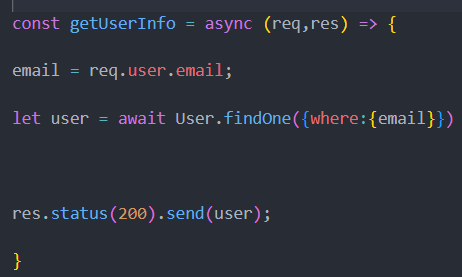 const getUserInfo = async (req,res) => {
email = req.user.email;
let user = await User.findOne({where:{email}})
res.status(200).send(user);
}